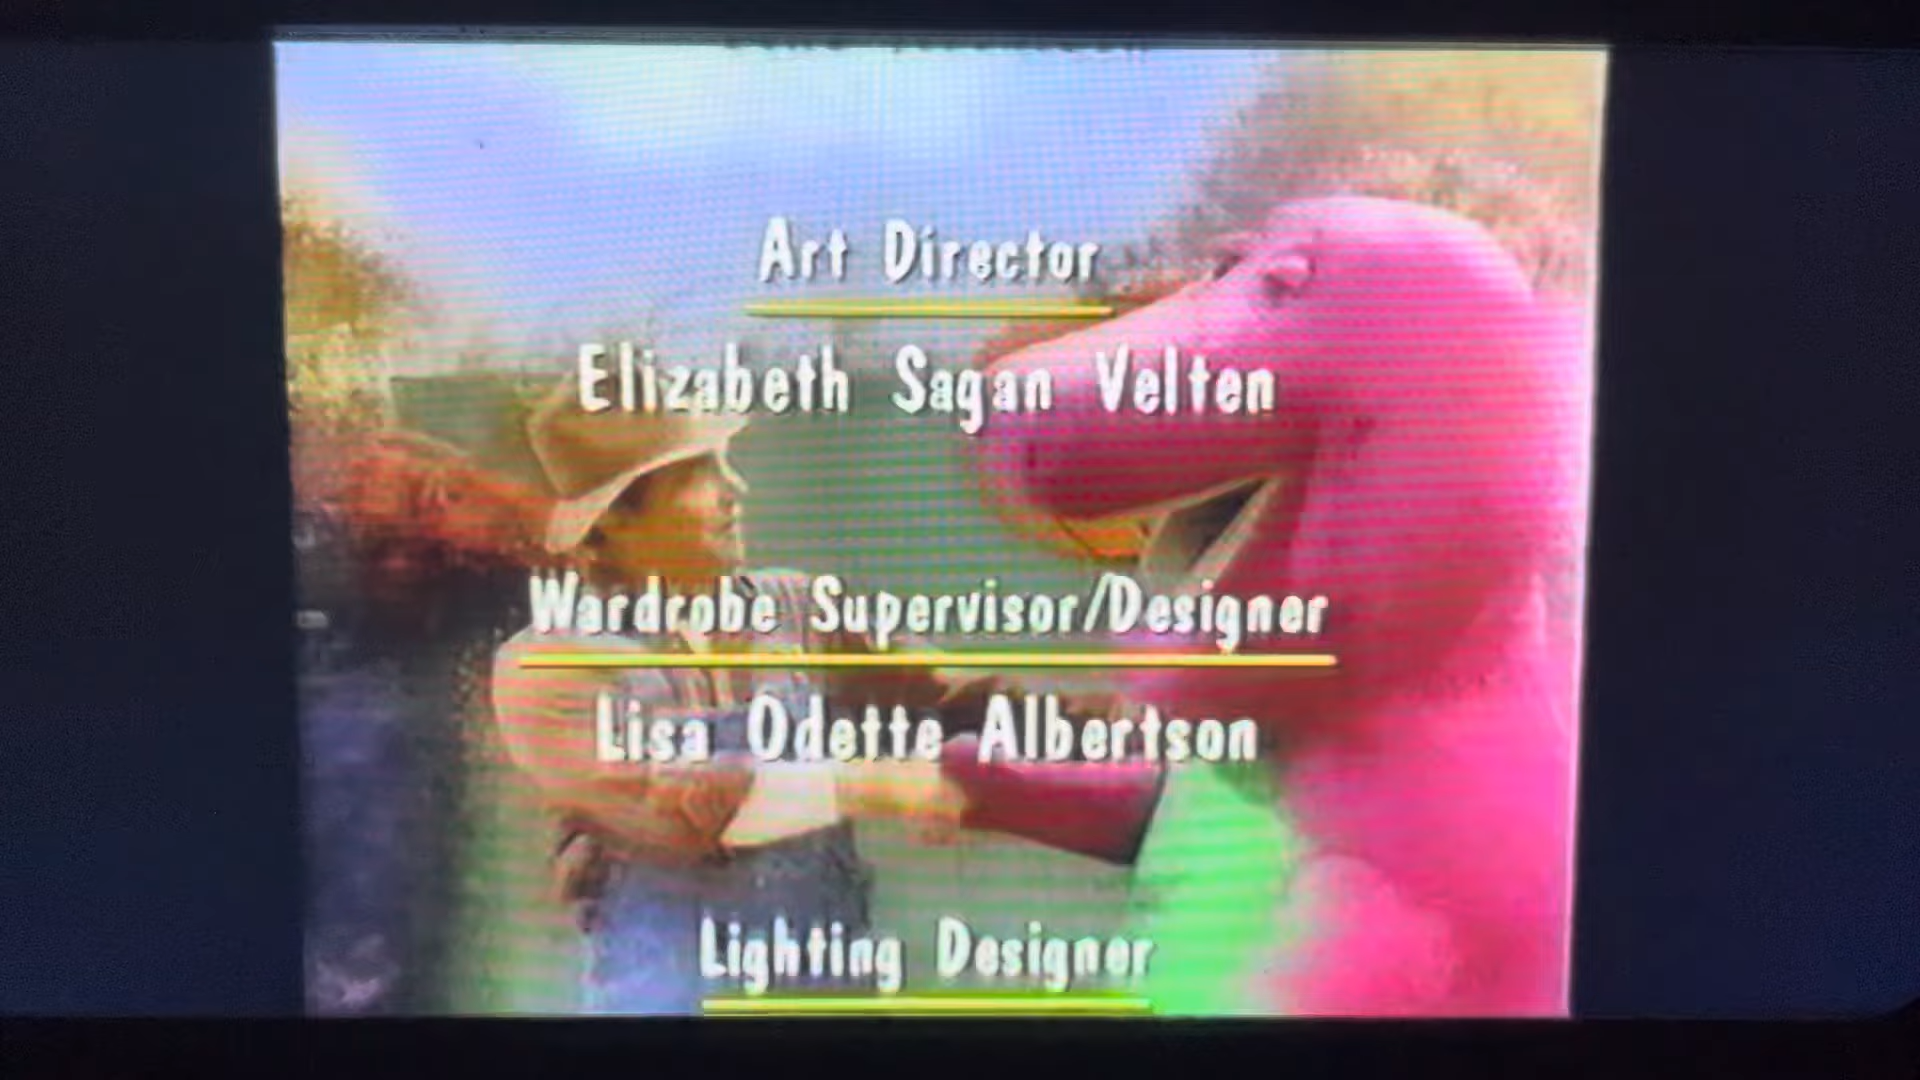 Art Director
Elizabeth Sagan Velten
Wardrobe Supervisor/Designer
Lisa Odette Albertson
Lighting Designer